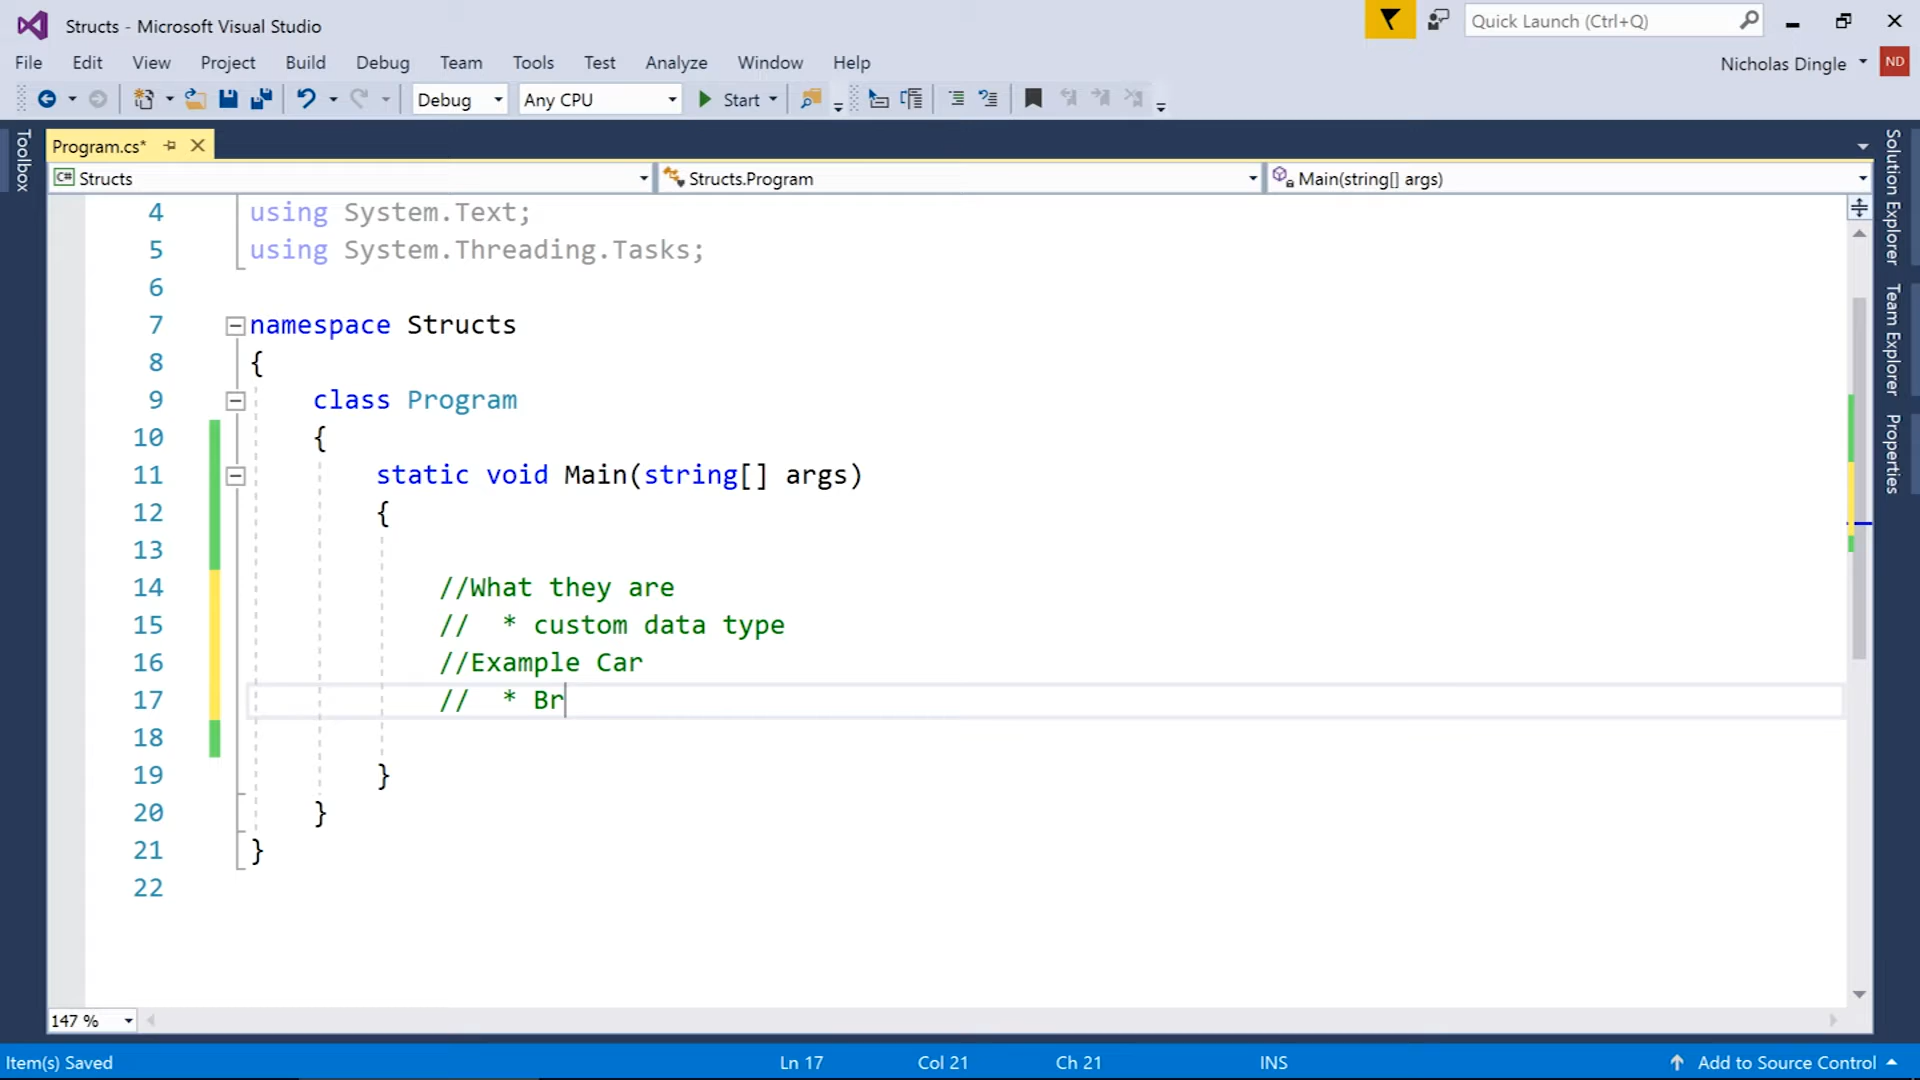 Structs - Microsoft Visual Studio
Quick Launch (Ctrl+Q)
File Edit View Project Build Debug Team Tools Test Analyze Window Help
Nicholas Dingle ND
Debug Any CPU Start
Toolbox
Program.cs*
Structs Structs.Program Main(string[] args)
4 using System.Text;
5 using System.Threading.Tasks;
6
7 namespace Structs
8 {
9 class Program
10 {
11 static void Main(string[] args)
12 {
13
14 //What they are
15 // * custom data type
16 //Example Car
17 // * Br
18
19 }
20 }
21 }
22
Solution Explorer
Team Explorer
Properties
147 %
Item(s) Saved Ln 17 Col 21 Ch 21 INS Add to Source Control